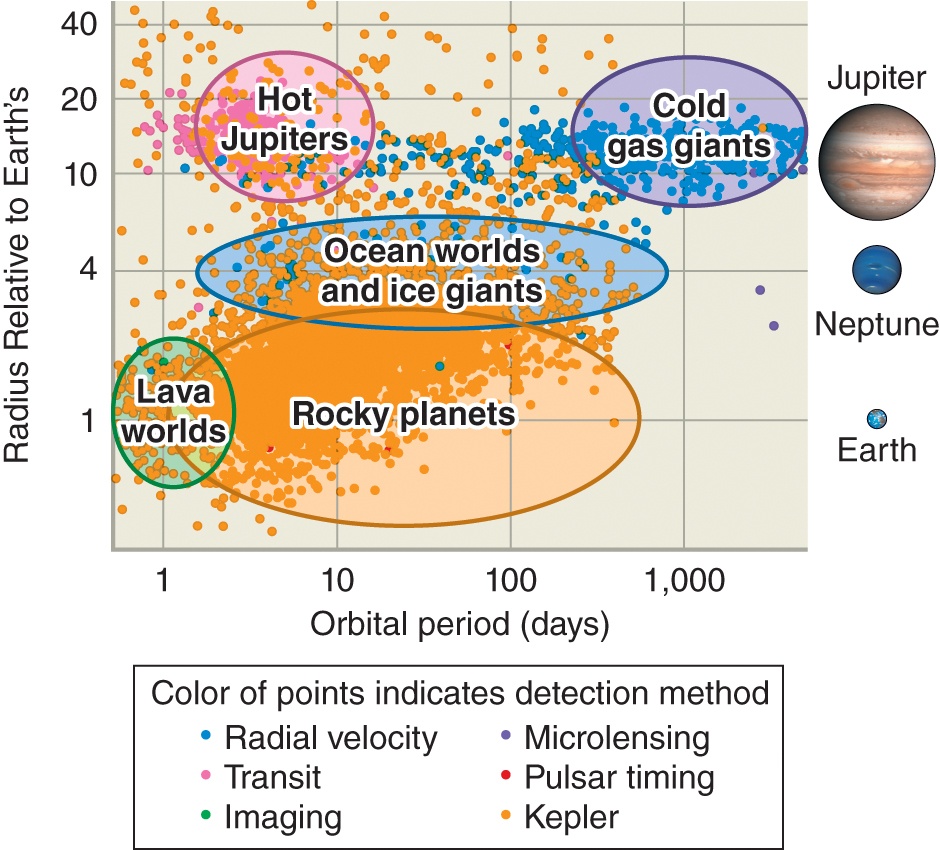 Radius Relative to Earth's
40
20
10
4
1
Hot
Jupiters
Cold
gas giants
Ocean worlds
and ice giants
Lava
worlds
Rocky planets
Jupiter
Neptune
Earth
1
10
100
1,000
Orbital period (days)
Color of points indicates detection method
Radial velocity
Microlensing
Transit
Pulsar timing
Imaging
Kepler